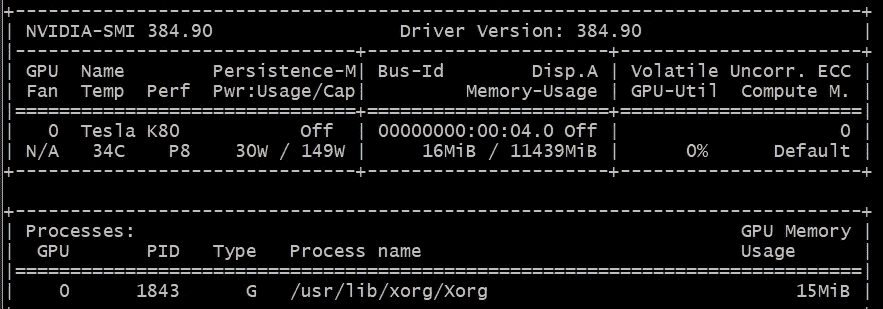 +-----------------------------------------------------------------------------+
| NVIDIA-SMI 384.90                 Driver Version: 384.90                    |
|-------------------------------+----------------------+----------------------+
| GPU  Name        Persistence-M| Bus-Id        Disp.A | Volatile Uncorr. ECC |
| Fan  Temp  Perf  Pwr:Usage/Cap|         Memory-Usage | GPU-Util  Compute M. |
|===============================+======================+======================|
|   0  Tesla K80           Off  | 00000000:00:04.0 Off |                    0 |
| N/A   34C    P8    30W / 149W |     16MiB / 11439MiB |      0%      Default |
+-------------------------------+----------------------+----------------------+
+-----------------------------------------------------------------------------+
| Processes:                                                       GPU Memory |
|  GPU       PID   Type   Process name                             Usage      |
|=============================================================================|
|    0      1843      G   /usr/lib/xorg/Xorg                            15MiB |